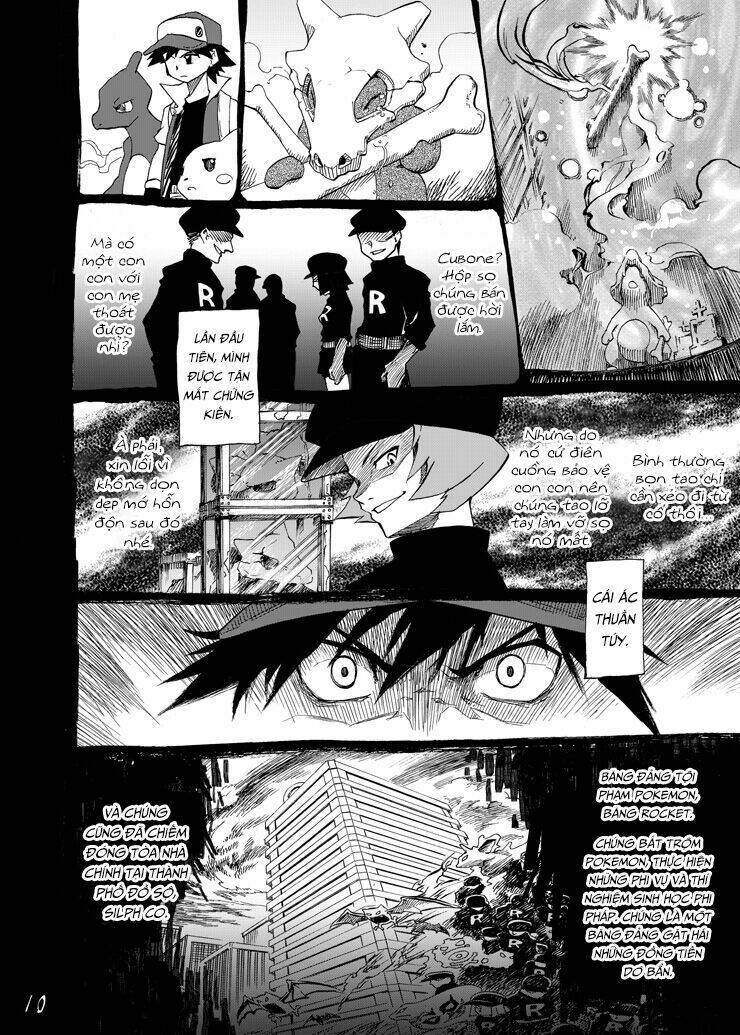 CUBONE?
HỘP SỌ
CHÚNG BÁN
ĐƯỢC HỜI
LẮM.
MÀ CÓ
MỘT CON
CON VỚI
CON MẸ
THOÁT
ĐƯỢC
NHỈ?
R
R
LẦN ĐẦU
TIÊN, MÌNH
ĐƯỢC TẬN
MẮT CHỨNG
KIẾN.
BÌNH THƯỜNG
BỌN TAO CHỈ
CẦN XÉO ĐI TỪ
CÓ THÔI...
NHƯNG DO
NÓ CỨ ĐIÊN
CUỒNG BẢO VỆ
CON CON NÊN
CHÚNG TAO LỠ
TAY LÀM VỠ SỌ
NÓ MẤT.
À PHẢI,
XIN LỖI VÌ
KHÔNG DỌN
DẸP MỚ HỖN
ĐỘN SAU ĐÓ
NHÉ.
CÁI ÁC
THUẦN
TÚY.
BĂNG ĐẢNG TỘI
PHẠM POKEMON,
BĂNG ROCKET.
CHÚNG BẮT TRỘM
POKEMON, THỰC HIỆN
NHỮNG PHI VỤ VÀ THÍ
NGHIỆM SINH HỌC PHI
PHÁP. CHÚNG LÀ MỘT
BĂNG ĐẢNG GẶT HÁI
NHỮNG ĐỒNG TIỀN
DƠ BẨN.
VÀ CHÚNG
CŨNG ĐÃ CHIẾM
ĐÓNG TÒA NHÀ
CHÍNH TẠI THÀNH
PHỐ ĐỒ SỘ,
SILPH CO.
R
R
R
10